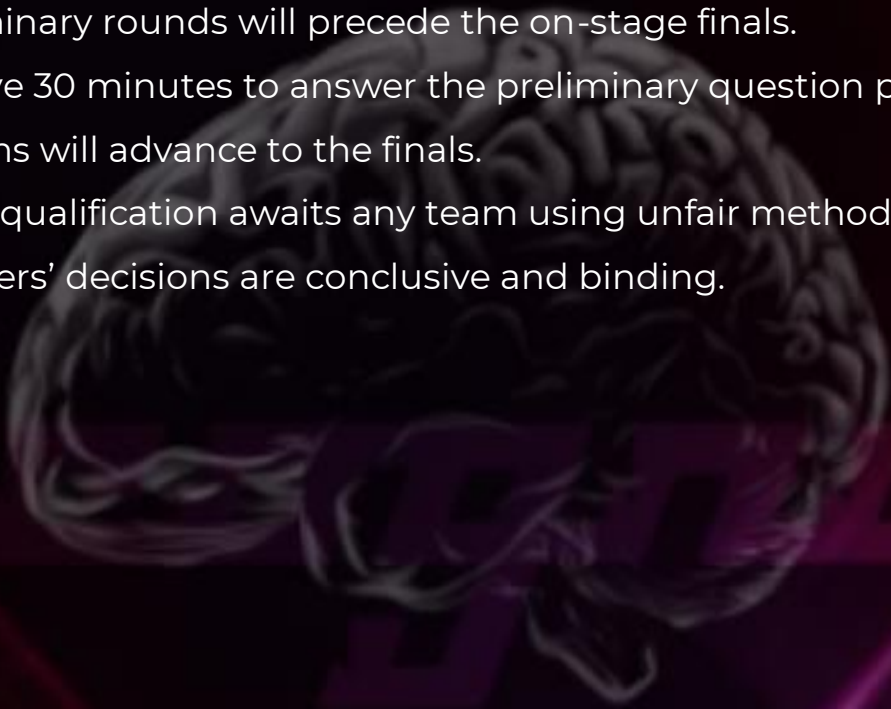 inary rounds will precede the on-stage finals.
ve 30 minutes to answer the preliminary question p
ns will advance to the finals.
qualification awaits any team using unfair method
ers’ decisions are conclusive and binding.